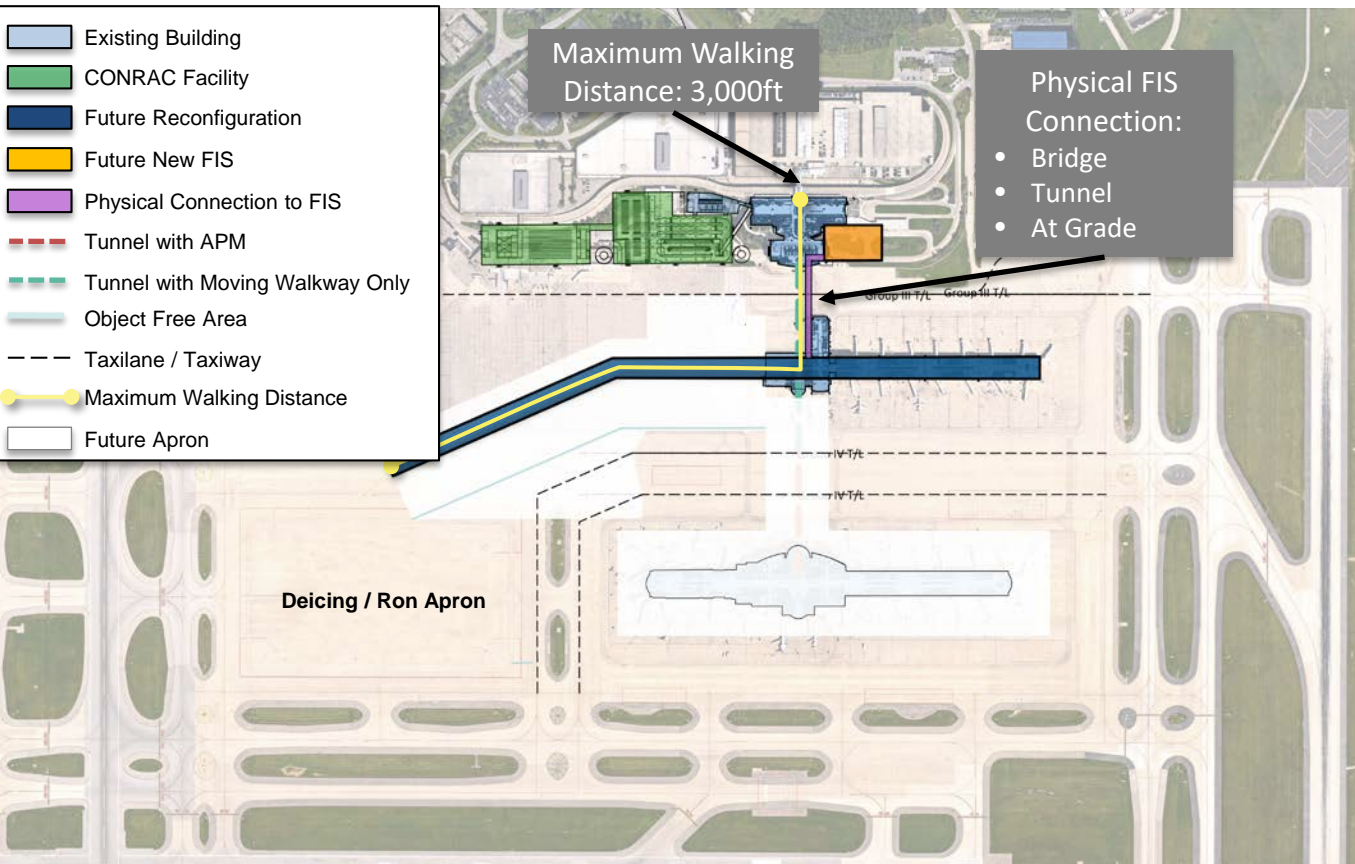 Existing Building
CONRAC Facility
Future Reconfiguration
Future New FIS
Physical Connection to FIS
Tunnel with APM
Tunnel with Moving Walkway Only
Object Free Area
Taxilane / Taxiway
Maximum Walking Distance
Future Apron
Maximum Walking
Distance: 3,000ft
Physical FIS
Connection:
• Bridge
• Tunnel
• At Grade
Group III T/L
Group III T/L
IV T/L
IV T/L
Deicing / Ron Apron